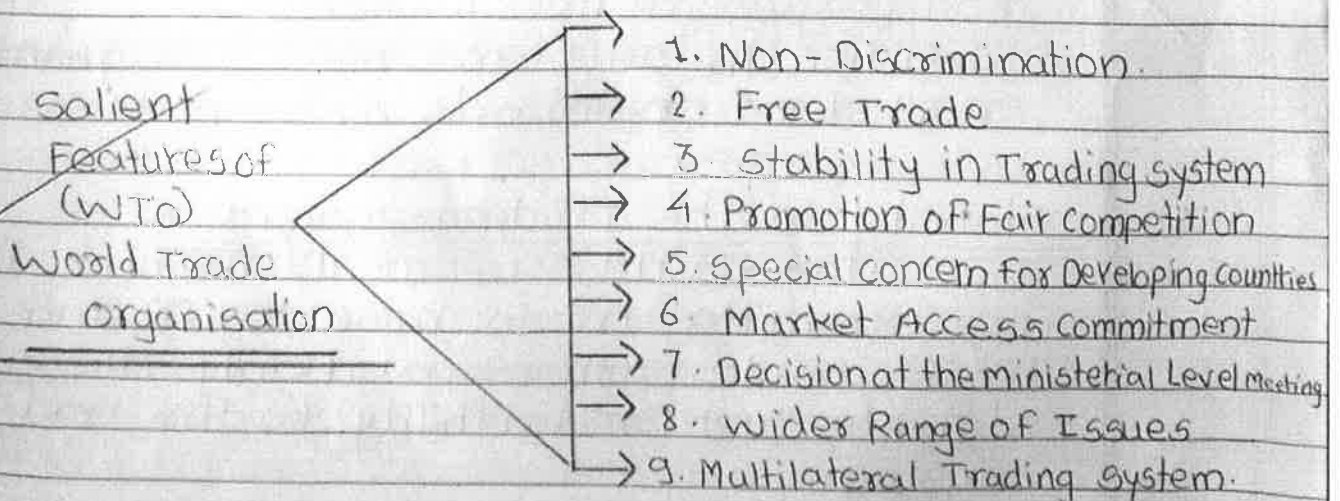 Salient
Features of
(WTO)
World Trade
Organisation
1. Non-Discrimination.
2. Free Trade
3. Stability in Trading system
4. Promotion of Fair Competition
5. Special concern for Developing Countties
6 Market Access Commitment
7. Decision at the ministerial Level Meeting
8. Wider Range of Issues
9. Multilateral Trading System.